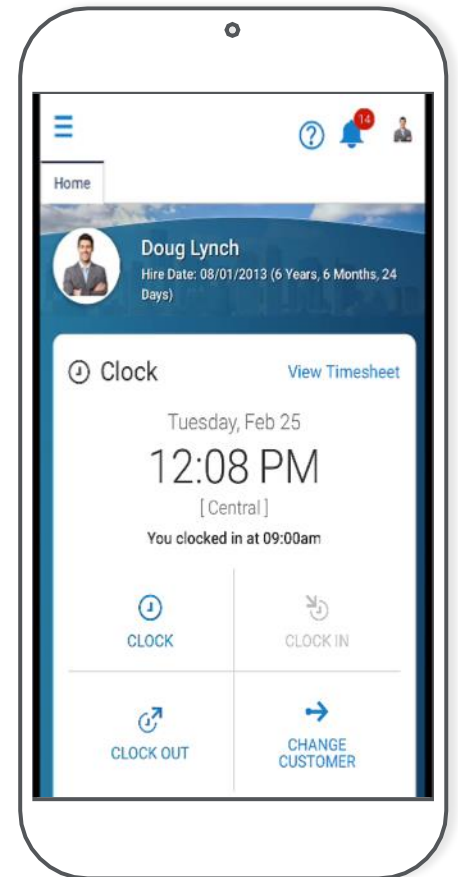 14
Home
Doug Lynch
Hire Date: 08/01/2013 (6 Years, 6 Months, 24
Days)
Clock
View Timesheet
Tuesday, Feb 25
12:08 PM
[ Central ]
You clocked in at 09:00am
CLOCK
CLOCK IN
CLOCK OUT
CHANGE
CUSTOMER